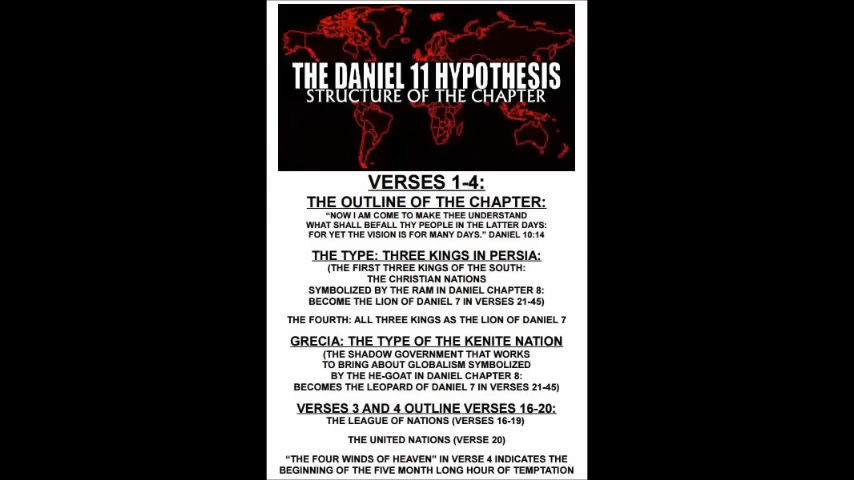 THE DANIEL 11 HYPOTHESIS
STRUCTURE OF THE CHAPTER
VERSES 1-4:
THE OUTLINE OF THE CHAPTER:
“NOW I AM COME TO MAKE THEE UNDERSTAND
WHAT SHALL BEFALL THY PEOPLE IN THE LATTER DAYS:
FOR YET THE VISION IS FOR MANY DAYS.” DANIEL 10:14
THE TYPE: THREE KINGS IN PERSIA:
(THE FIRST THREE KINGS OF THE SOUTH:
THE CHRISTIAN NATIONS
SYMBOLIZED BY THE RAM IN DANIEL CHAPTER 8:
BECOME THE LION OF DANIEL 7 IN VERSES 21-45)
THE FOURTH: ALL THREE KINGS AS THE LION OF DANIEL 7
GRECIA: THE TYPE OF THE KENITE NATION
(THE SHADOW GOVERNMENT THAT WORKS
TO BRING ABOUT GLOBALISM SYMBOLIZED
BY THE HE-GOAT IN DANIEL CHAPTER 8:
BECOMES THE LEOPARD OF DANIEL 7 IN VERSES 21-45)
VERSES 3 AND 4 OUTLINE VERSES 16-20:
THE LEAGUE OF NATIONS (VERSES 16-19)
THE UNITED NATIONS (VERSE 20)
“THE FOUR WINDS OF HEAVEN” IN VERSE 4 INDICATES THE
BEGINNING OF THE FIVE MONTH LONG HOUR OF TEMPTATION